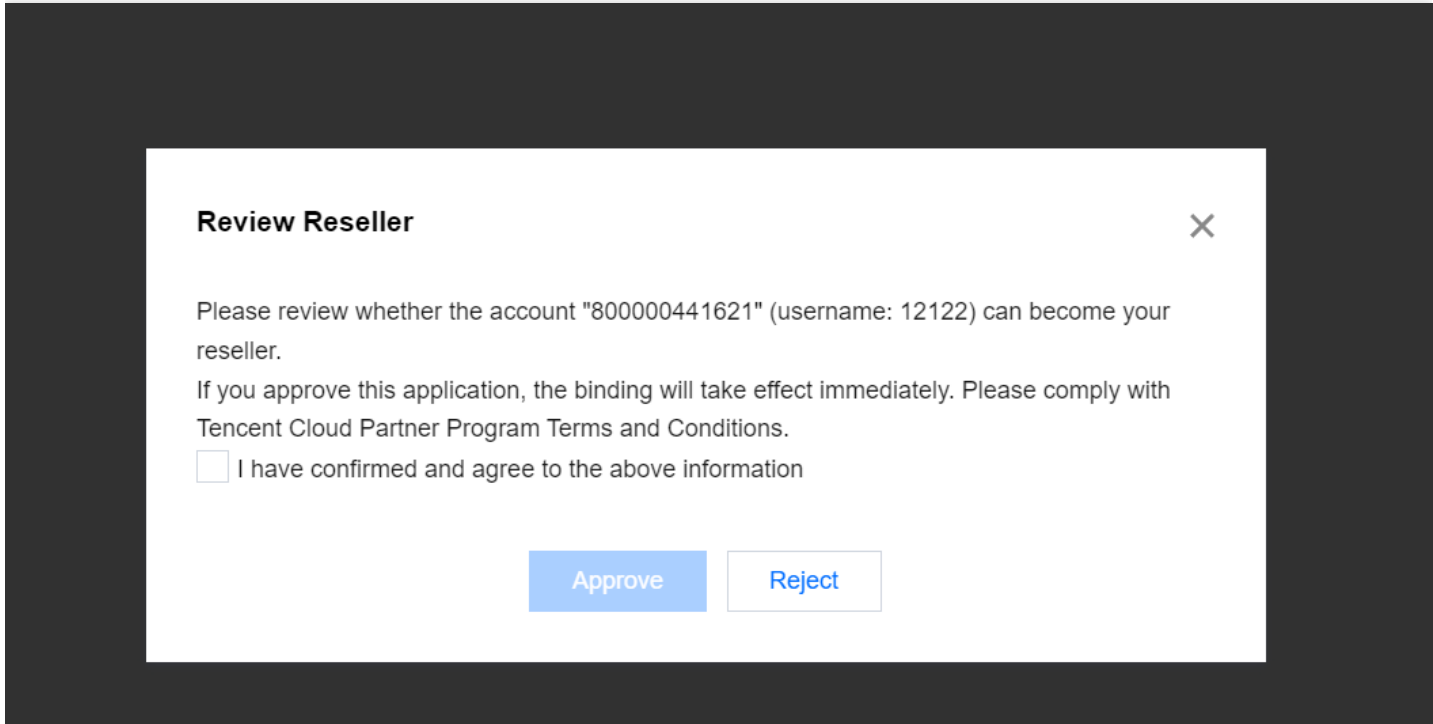 Review Reseller
Please review whether the account "800000441621" (username: 12122) can become your
reseller.
If you approve this application, the binding will take effect immediately. Please comply with
Tencent Cloud Partner Program Terms and Conditions.
I have confirmed and agree to the above information
Approve
Reject